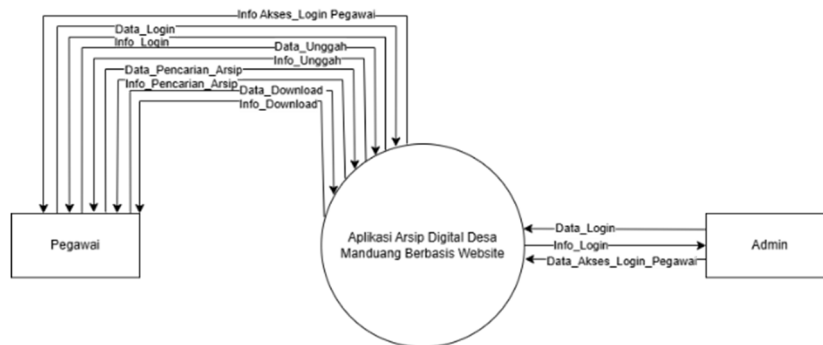 Info Akses_Login Pegawai
Data_Login
Info_Login
Data_Unggah
Info_Unggah
Data_Pencarian_Arsip
Info_Pencarian_Arsip
Data_Download
Info_Download
Pegawai
Aplikasi Arsip Digital Desa
Manduang Berbasis Website
Data_Login
Info_Login
Data_Akses_Login_Pegawai
Admin